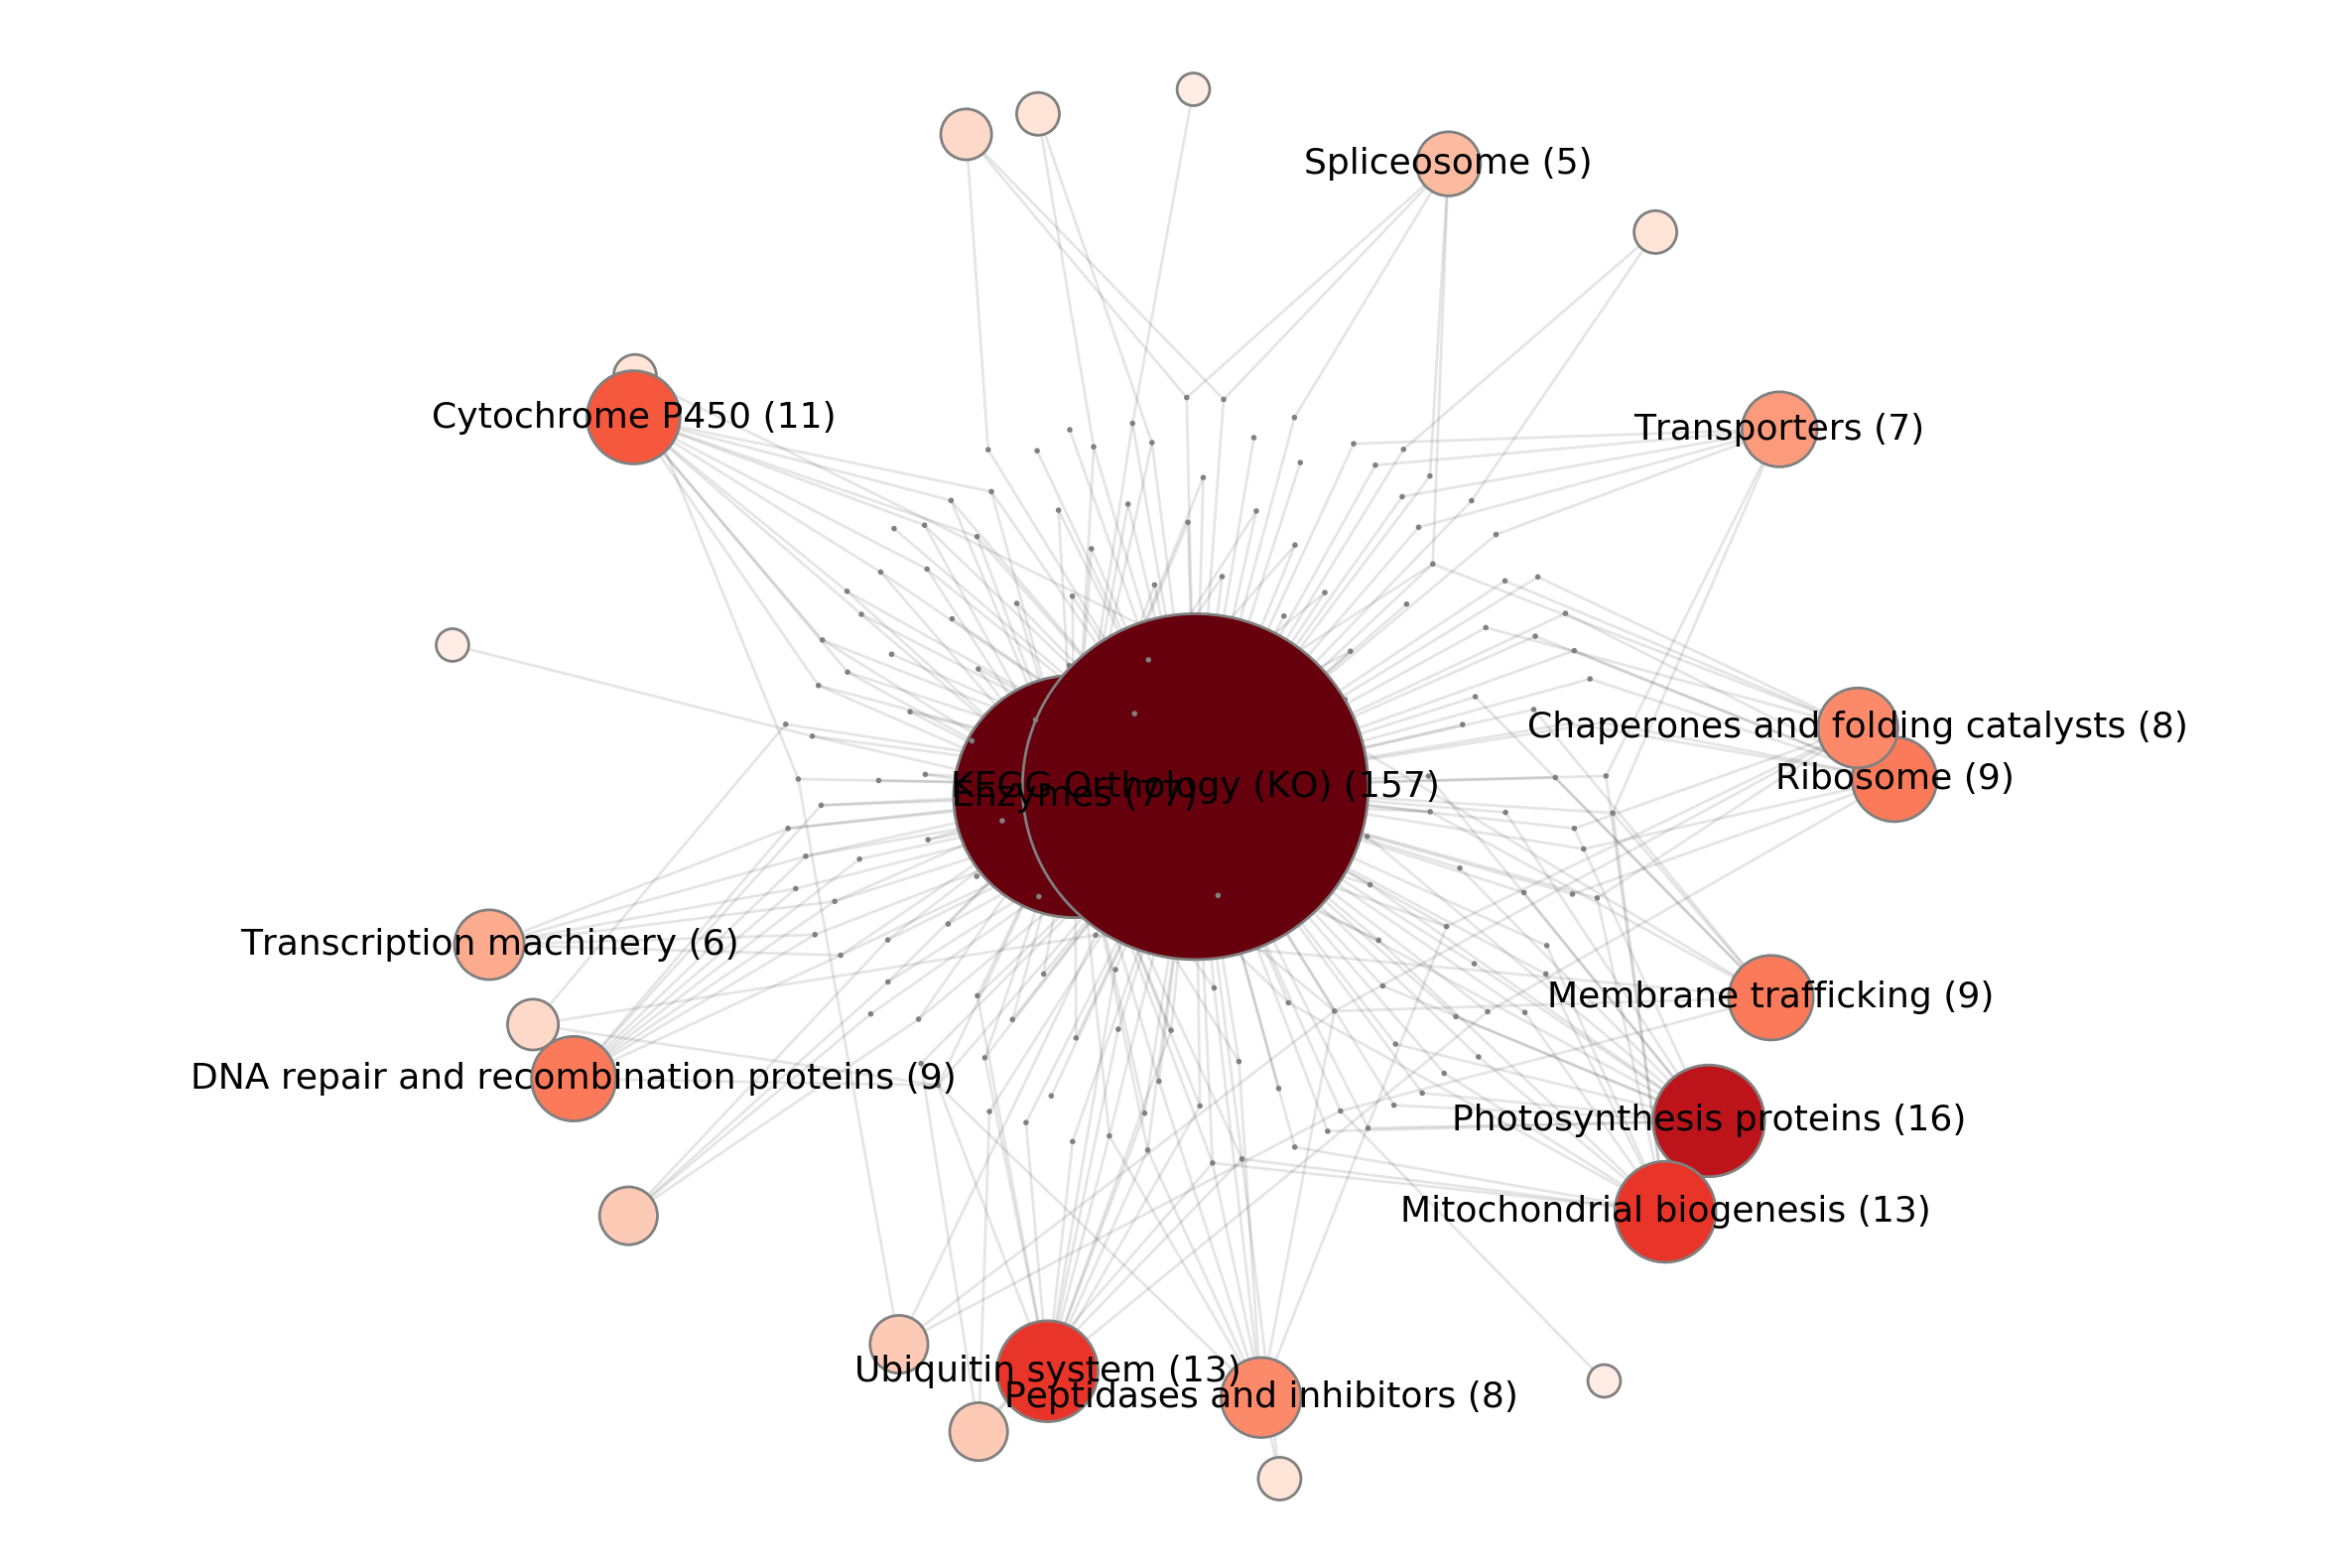 Spliceosome (5)
Cytochrome P450 (11)
Transporters (7)
Chaperones and folding catalysts (8)
Ribosome (9)
KEGG Orthology (KO) (157)
Enzymes (77)
Transcription machinery (6)
Membrane trafficking (9)
DNA repair and recombination proteins (9)
Photosynthesis proteins (16)
Mitochondrial biogenesis (13)
Ubiquitin system (13)
Peptidases and inhibitors (8)